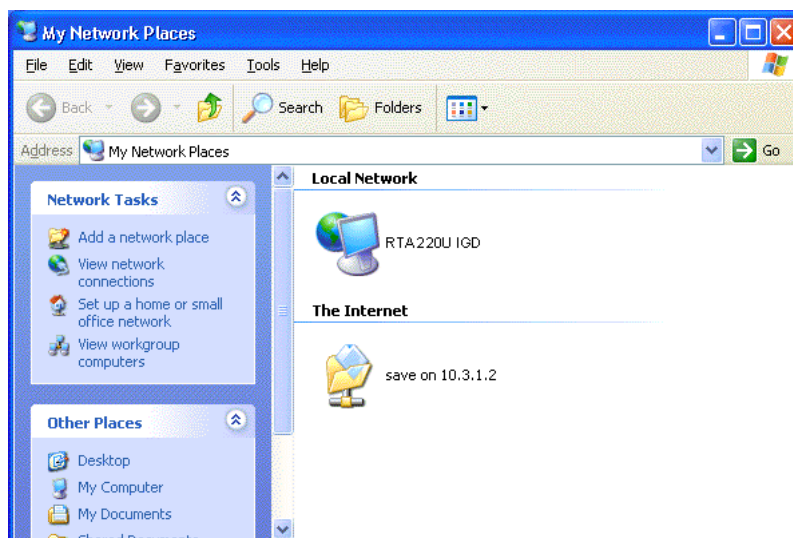 My Network Places
File Edit View Favorites Tools Help
Back Search Folders
Address My Network Places Go
Network Tasks
Add a network place
View network
connections
Set up a home or small
office network
View workgroup
computers
Other Places
Desktop
My Computer
My Documents
Shared Documents
Local Network
RTA220U IGD
The Internet
save on 10.3.1.2